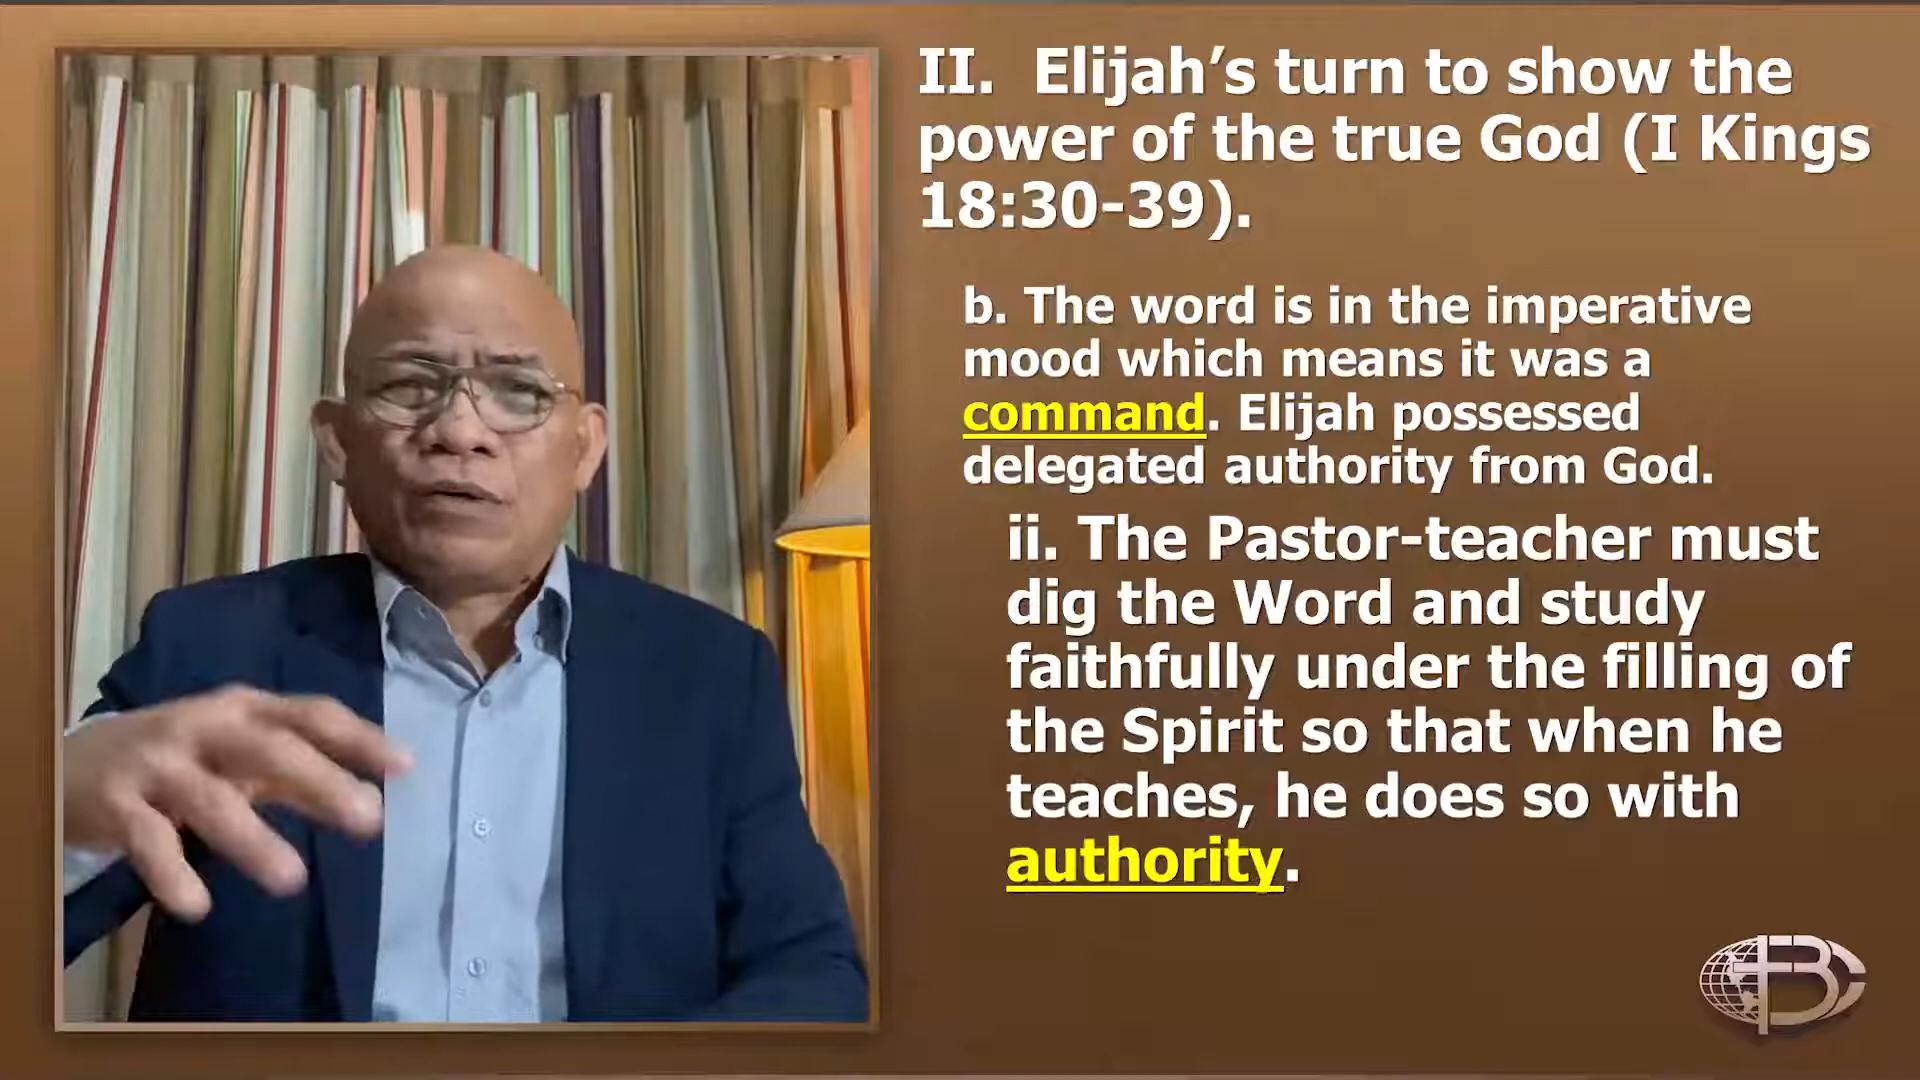 II.  Elijah’s turn to show the
power of the true God (I Kings
18:30-39).
b. The word is in the imperative
mood which means it was a
command. Elijah possessed
delegated authority from God.
ii. The Pastor-teacher must
dig the Word and study
faithfully under the filling of
the Spirit so that when he
teaches, he does so with
authority.
FBC